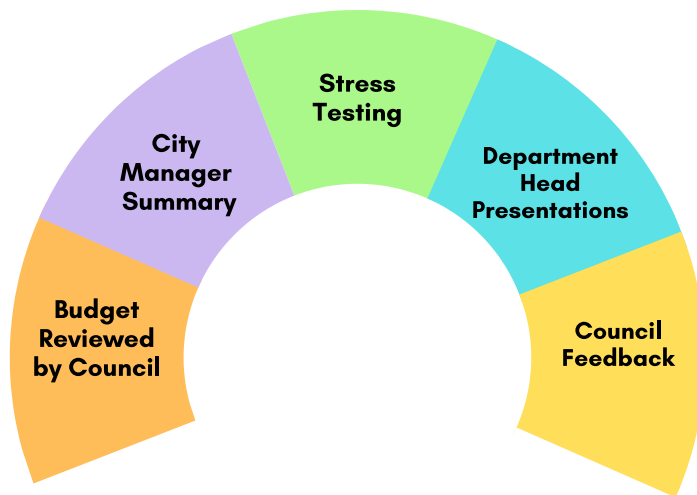 Budget
Reviewed
by Council
City
Manager
Summary
Stress
Testing
Department
Head
Presentations
Council
Feedback